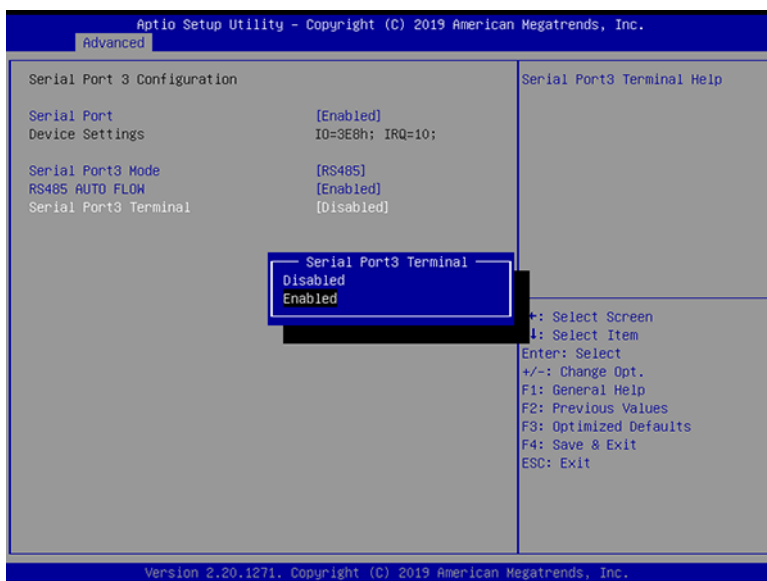 Aptio Setup Utility – Copyright (C) 2019 American Megatrends, Inc.
Advanced
Serial Port 3 Configuration
Serial Port [Enabled]
Device Settings IO=3E8h; IRQ=10;
Serial Port3 Mode [RS485]
RS485 AUTO FLOW [Enabled]
Serial Port3 Terminal [Disabled]
Serial Port3 Terminal
Disabled
Enabled
Serial Port3 Terminal Help
: Select Screen
: Select Item
Enter: Select
+/-: Change Opt.
F1: General Help
F2: Previous Values
F3: Optimized Defaults
F4: Save & Exit
ESC: Exit
Version 2.20.1271. Copyright (C) 2019 American Megatrends, Inc.